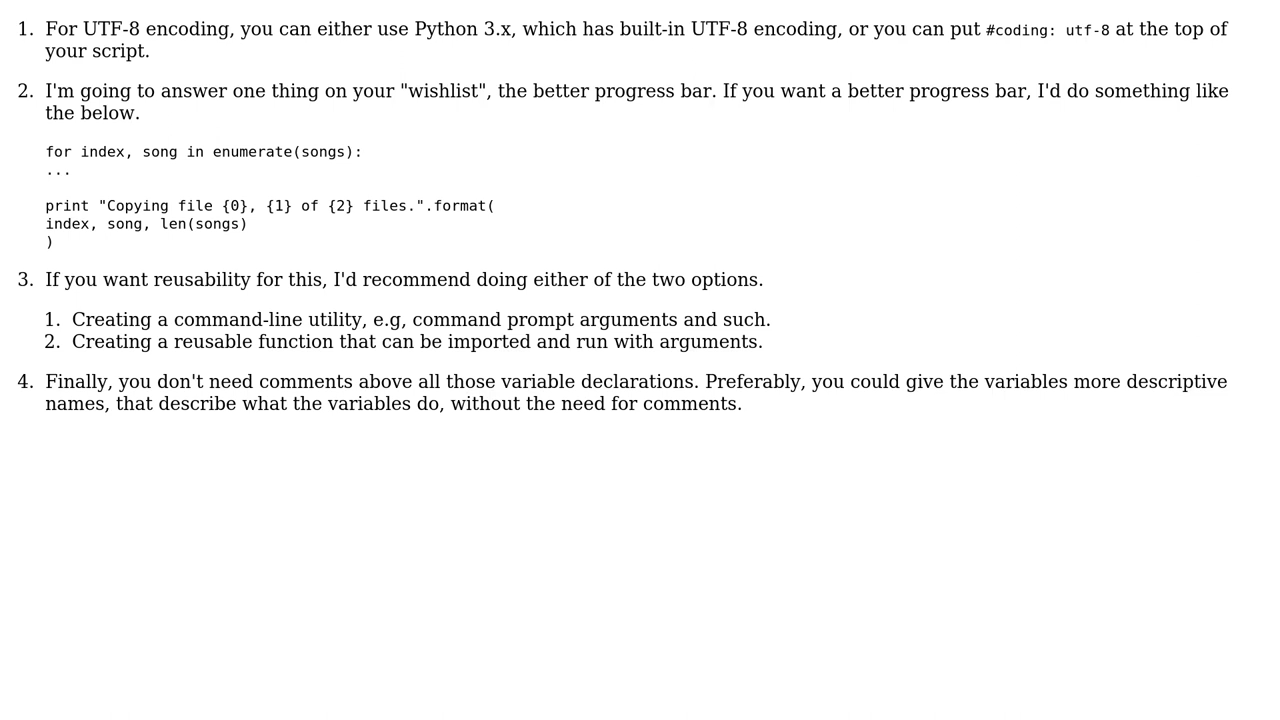 1. For UTF-8 encoding, you can either use Python 3.x, which has built-in UTF-8 encoding, or you can put #coding: utf-8 at the top of
your script.
2. I'm going to answer one thing on your "wishlist", the better progress bar. If you want a better progress bar, I'd do something like
the below.
for index, song in enumerate(songs):
...
print "Copying file {0}, {1} of {2} files.".format(
index, song, len(songs)
)
3. If you want reusability for this, I'd recommend doing either of the two options.
1. Creating a command-line utility, e.g, command prompt arguments and such.
2. Creating a reusable function that can be imported and run with arguments.
4. Finally, you don't need comments above all those variable declarations. Preferably, you could give the variables more descriptive
names, that describe what the variables do, without the need for comments.